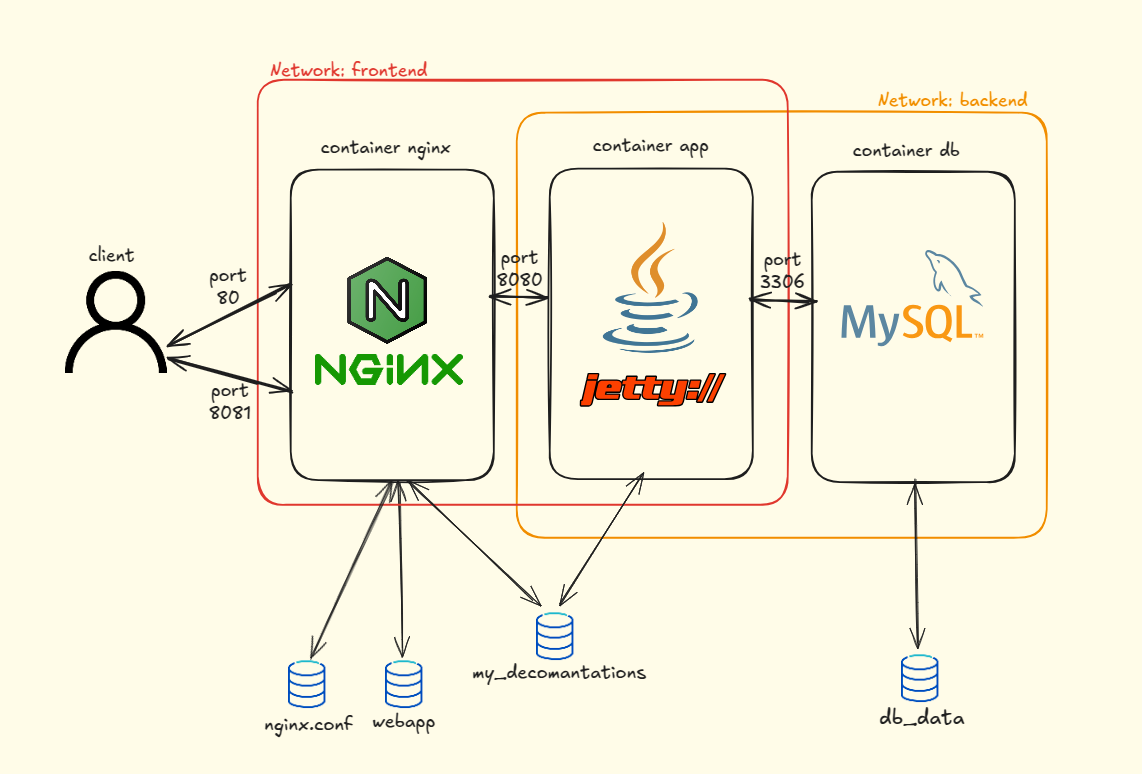 Network: frontend
Network: backend
container nginx
container app
container db
client
port
80
port
8081
N
NGiNX
port
8080
jetty://
port
3306
MySQL™
nginx.conf
webapp
my_decomantations
db_data